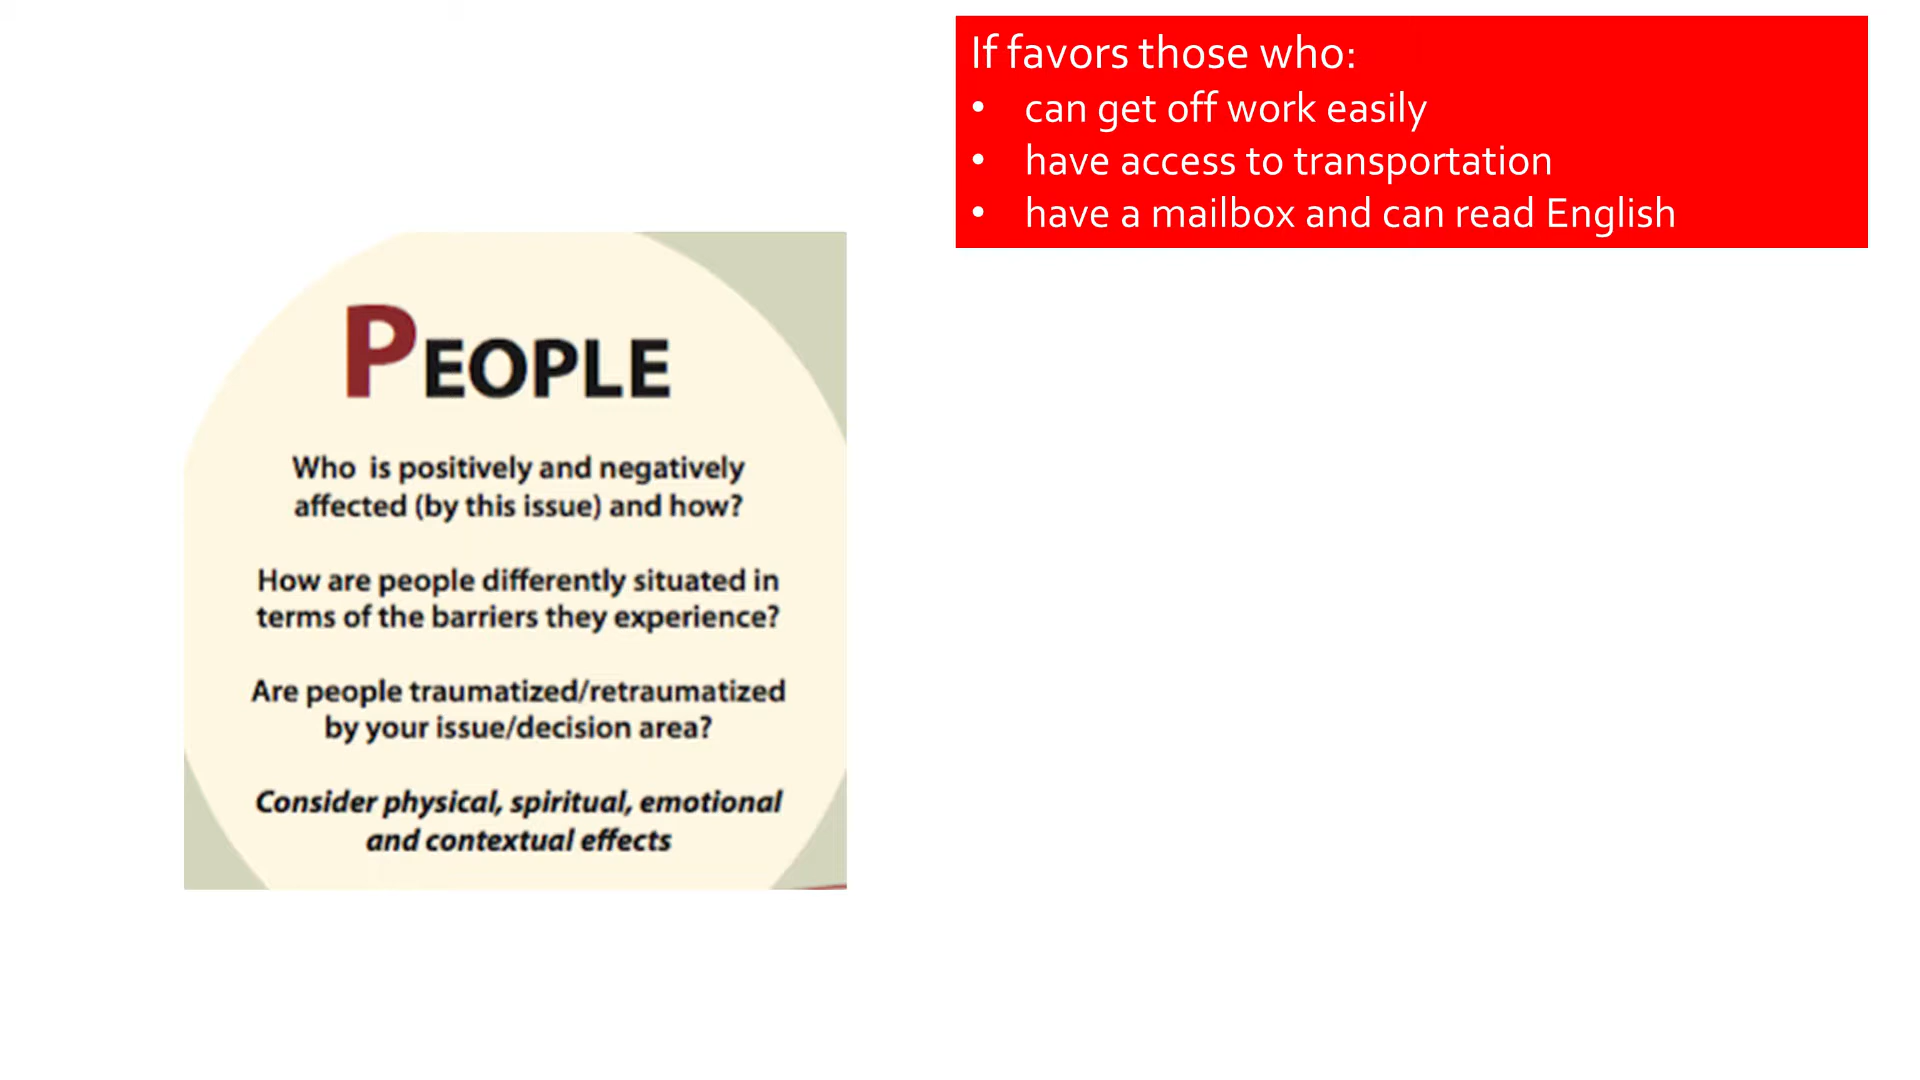 If favors those who:
• can get off work easily
• have access to transportation
• have a mailbox and can read English
PEOPLE
Who is positively and negatively
affected (by this issue) and how?
How are people differently situated in
terms of the barriers they experience?
Are people traumatized/retraumatized
by your issue/decision area?
Consider physical, spiritual, emotional
and contextual effects